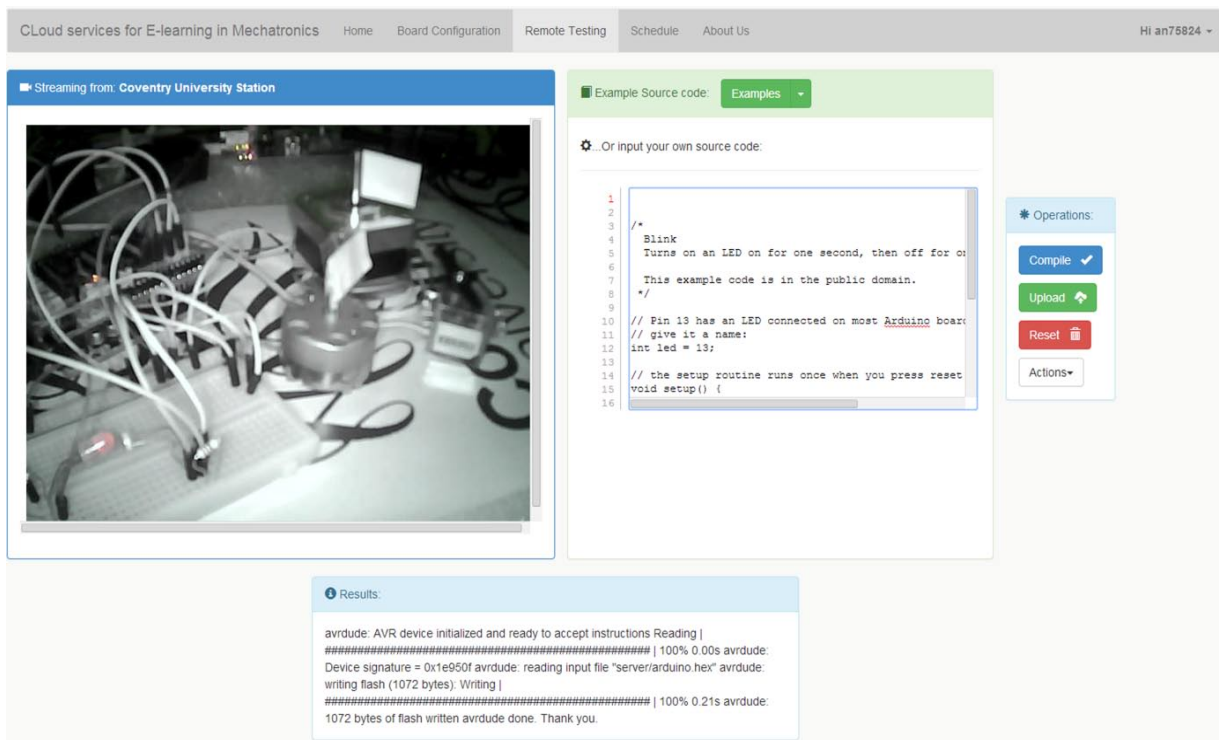 CLoud services for E-learning in Mechatronics Home Board Configuration Remote Testing Schedule About Us Hi an75824
Streaming from: Coventry University Station
Example Source code: Examples
...Or input your own source code:
1
2
3 /*
4 Blink
5 Turns on an LED on for one second, then off for
6
7 This example code is in the public domain.
8 */
9
10 // Pin 13 has an LED connected on most Arduino
11 // give it a name:
12 int led = 13;
13
14 // the setup routine runs once when you press reset
15 void setup() {
16
Operations:
Compile
Upload
Reset
Actions
Results:
avrdude: AVR device initialized and ready to accept instructions Reading |
################################################## | 100% 0.00s avrdude:
Device signature = 0x1e950f avrdude: reading input file "server/arduino.hex" avrdude:
writing flash (1072 bytes): Writing |
################################################## | 100% 0.21s avrdude:
1072 bytes of flash written avrdude done. Thank you.